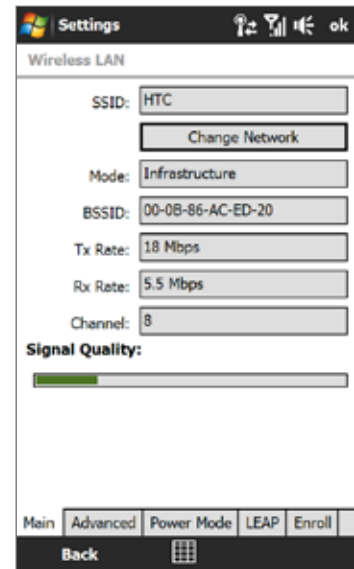 Settings ok
Wireless LAN
SSID: HTC
Change Network
Mode: Infrastructure
BSSID: 00-0B-86-AC-ED-20
Tx Rate: 18 Mbps
Rx Rate: 5.5 Mbps
Channel: 8
Signal Quality:
Main Advanced Power Mode LEAP Enroll
Back